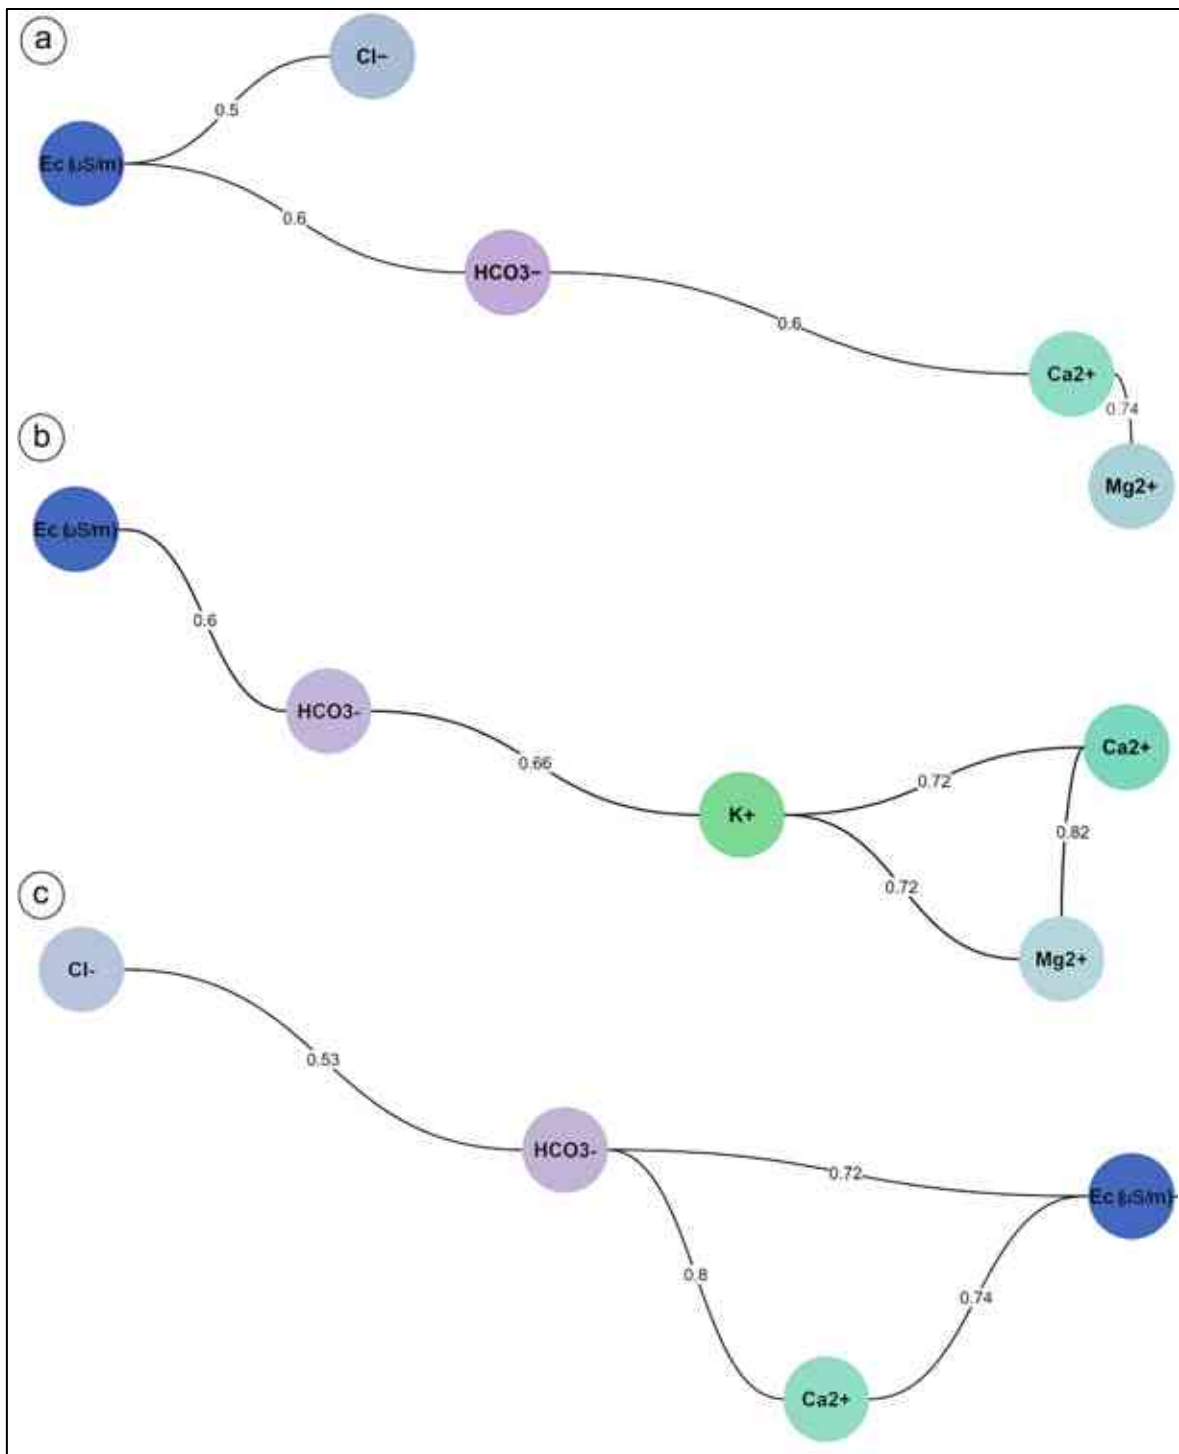 a
Cl−
0.5
Ec (µS/m)
0.6
HCO3−
0.6
Ca2+
0.74
Mg2+
b
Ec (µS/m)
0.6
HCO3-
0.66
K+
0.72
Ca2+
0.82
0.72
Mg2+
c
Cl-
0.53
HCO3-
0.72
Ec (µS/m)
0.8
0.74
Ca2+